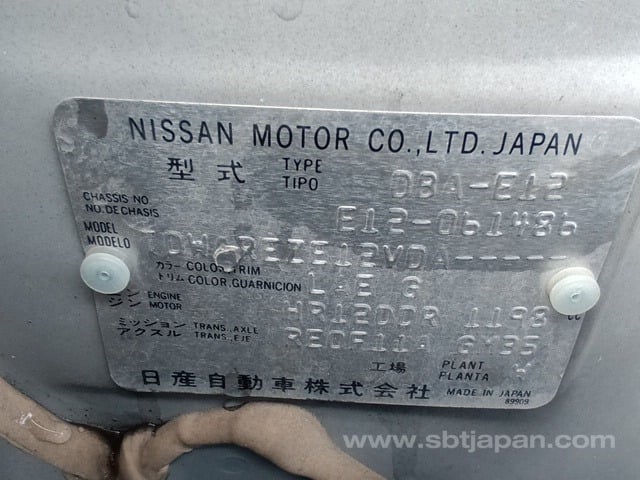 NISSAN MOTOR CO.,LTD. JAPAN
型式 TYPE TIPO DBA-E12
CHASSIS NO. NO.DE CHASIS E12-061486
MODEL MODELO
カラー COLOR, TRIM
トリム COLOR, GUARNICION
エンジン ENGINE MOTOR HR12DDR 1198 cc
ミッション アクスル TRANS., AXLE TRANS., EJE RE0F11A GM35
工場 PLANT PLANTA
日産自動車株式会社 MADE IN JAPAN
89909
www.sbtjapan.com